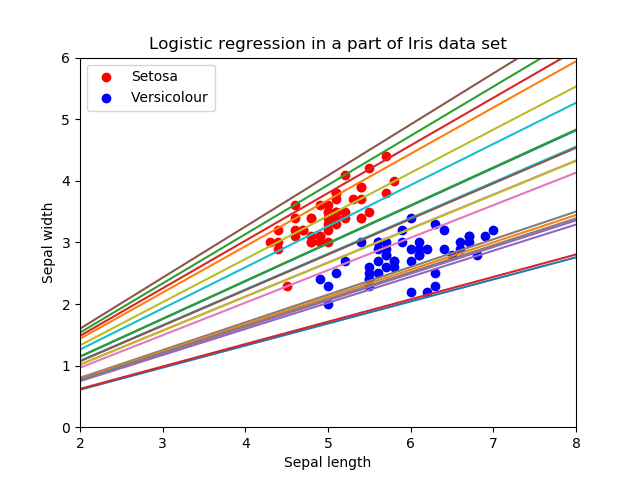 Logistic regression in a part of Iris data set
Setosa
Versicolour
Sepal width
6
5
4
3
2
1
0
2 3 4 5 6 7 8
Sepal length